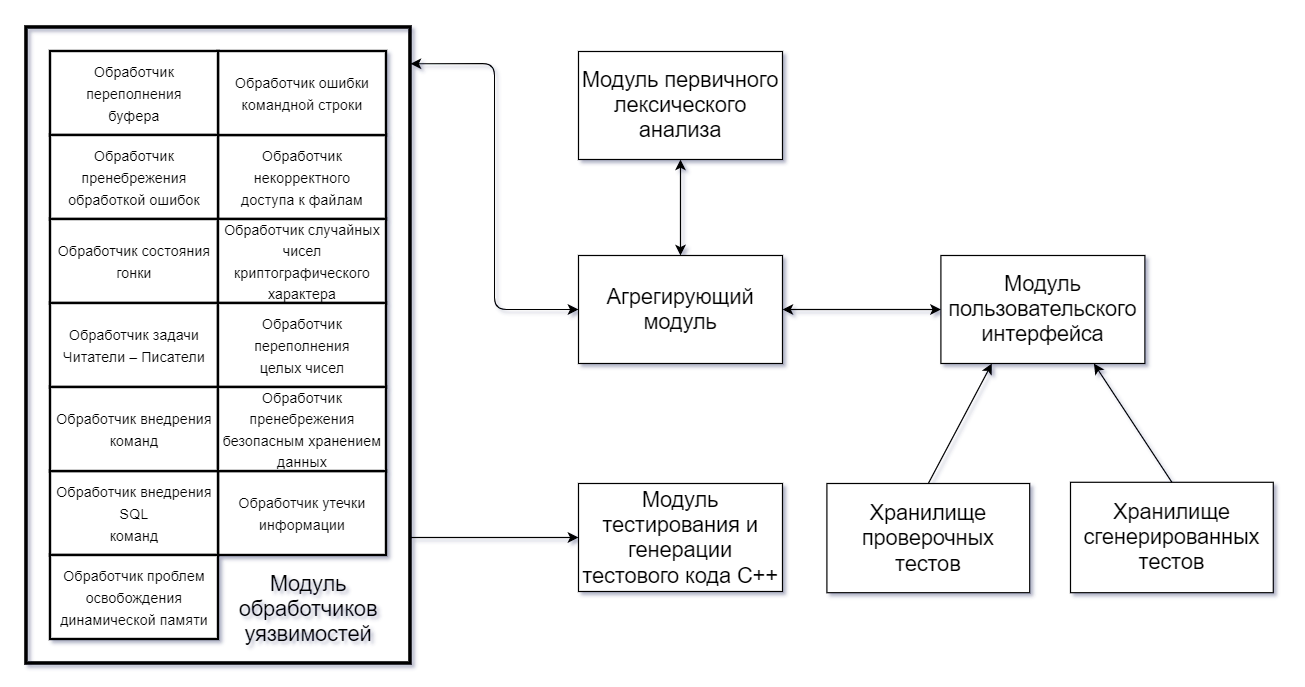 Обработчик
переполнения
буфера
Обработчик ошибки
командной строки
Обработчик
пренебрежения
обработкой ошибок
Обработчик
некорректного
доступа к файлам
Обработчик состояния
гонки
Обработчик случайных
чисел
криптографического
характера
Обработчик задачи
Читатели – Писатели
Обработчик
переполнения
целых чисел
Обработчик внедрения
команд
Обработчик
пренебрежения
безопасным хранением
данных
Обработчик внедрения
SQL
команд
Обработчик утечки
информации
Обработчик проблем
освобождения
динамической памяти
Модуль
обработчиков
уязвимостей
Модуль первичного
лексического
анализа
Агрегирующий
модуль
Модуль
пользовательского
интерфейса
Модуль
тестирования и
генерации
тестового кода С++
Хранилище
проверочных
тестов
Хранилище
сгенерированных
тестов